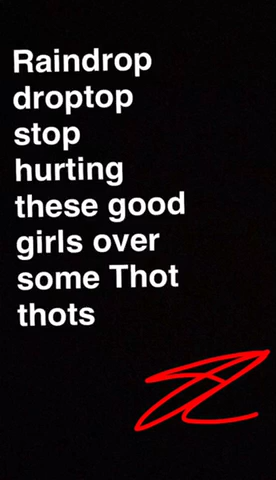 Raindrop
droptop
stop
hurting
these good
girls over
some Thot
thots